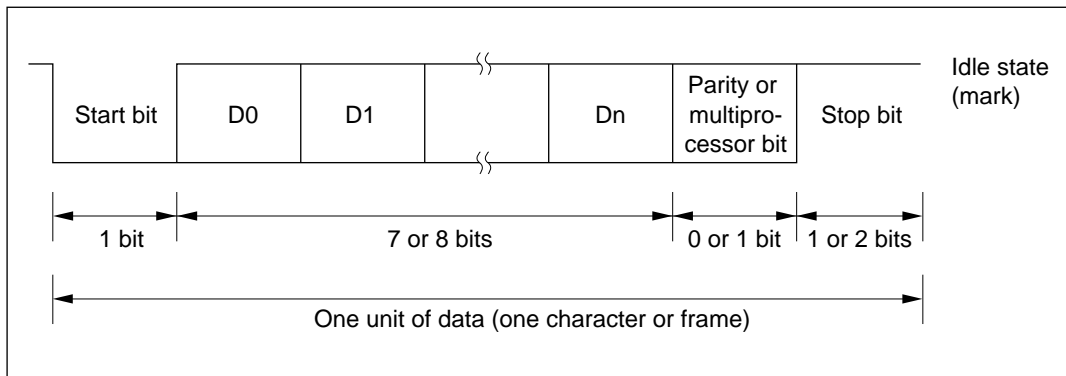 Idle state
(mark)
Start bit
D0
D1
Dn
Parity or
multipro-
cessor bit
Stop bit
1 bit
7 or 8 bits
0 or 1 bit
1 or 2 bits
One unit of data (one character or frame)